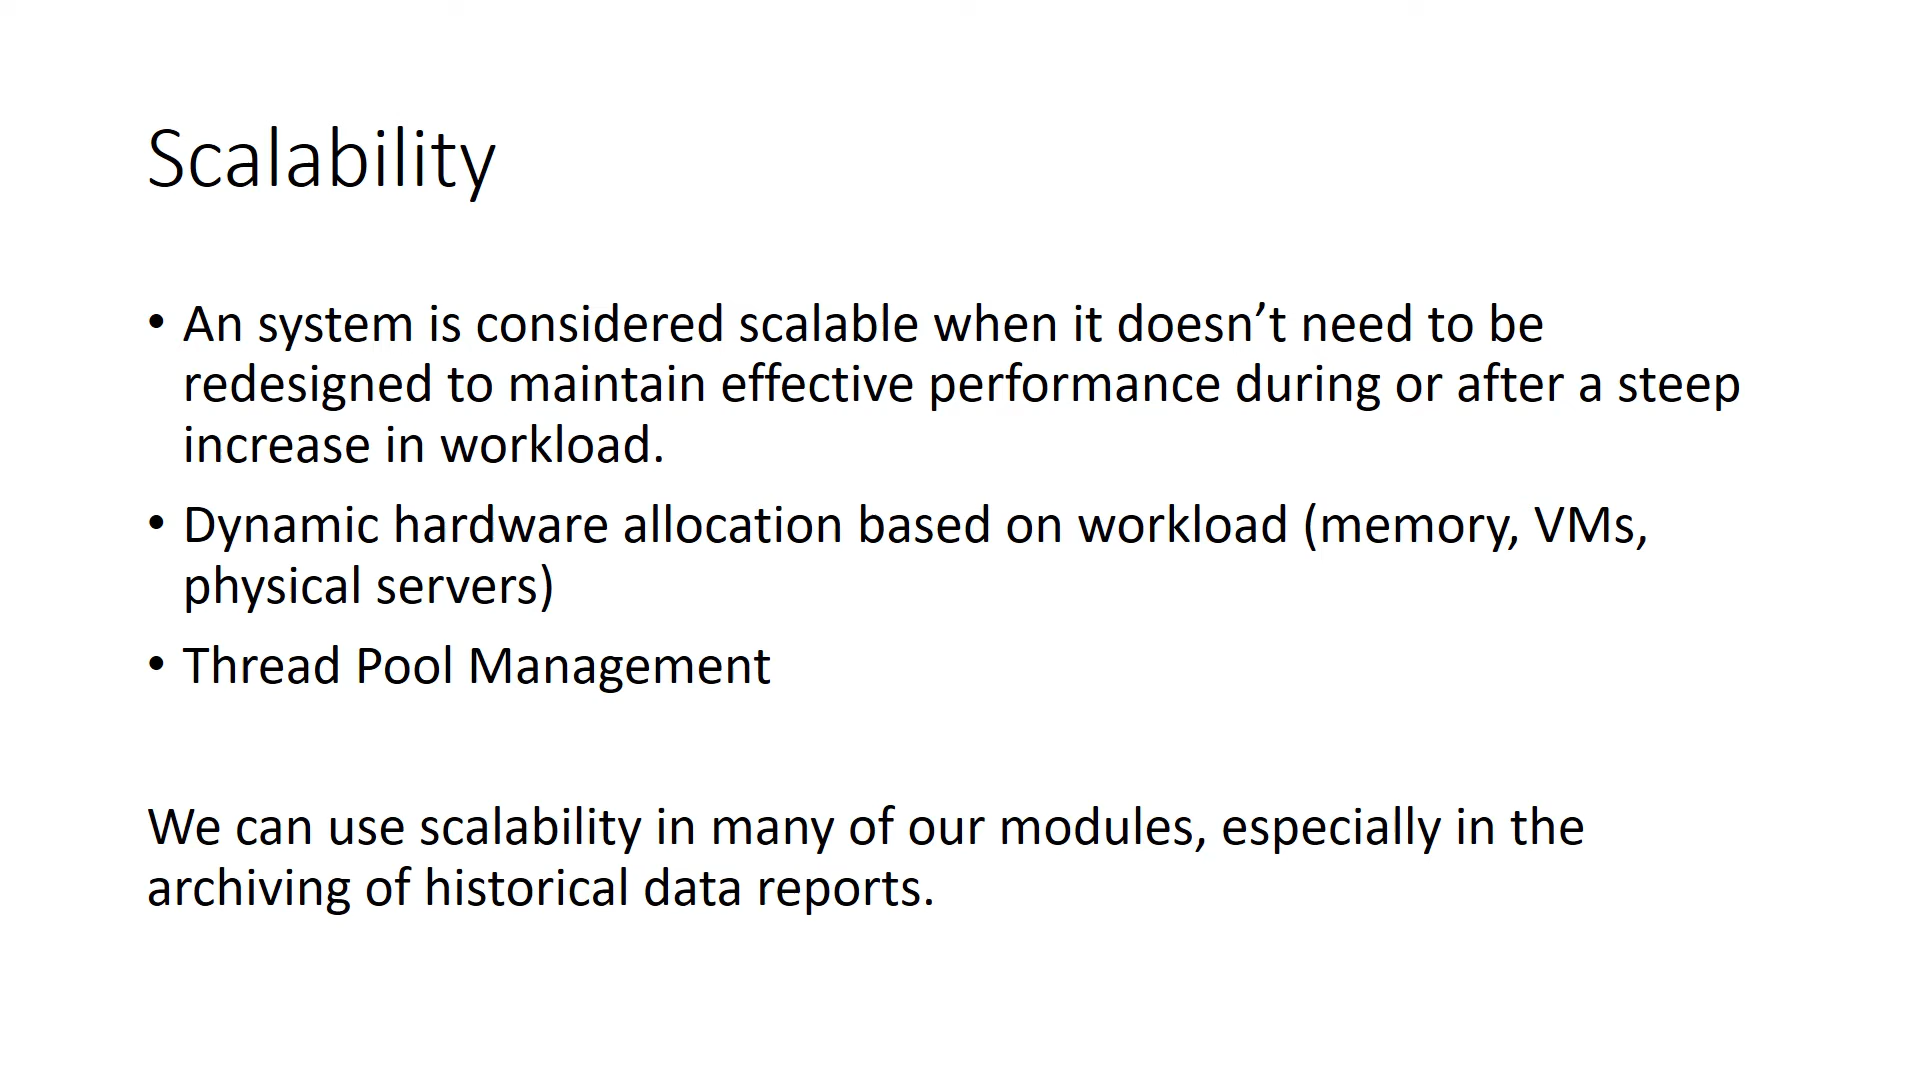 Scalability
• An system is considered scalable when it doesn’t need to be
redesigned to maintain effective performance during or after a steep
increase in workload.
• Dynamic hardware allocation based on workload (memory, VMs,
physical servers)
• Thread Pool Management
We can use scalability in many of our modules, especially in the
archiving of historical data reports.